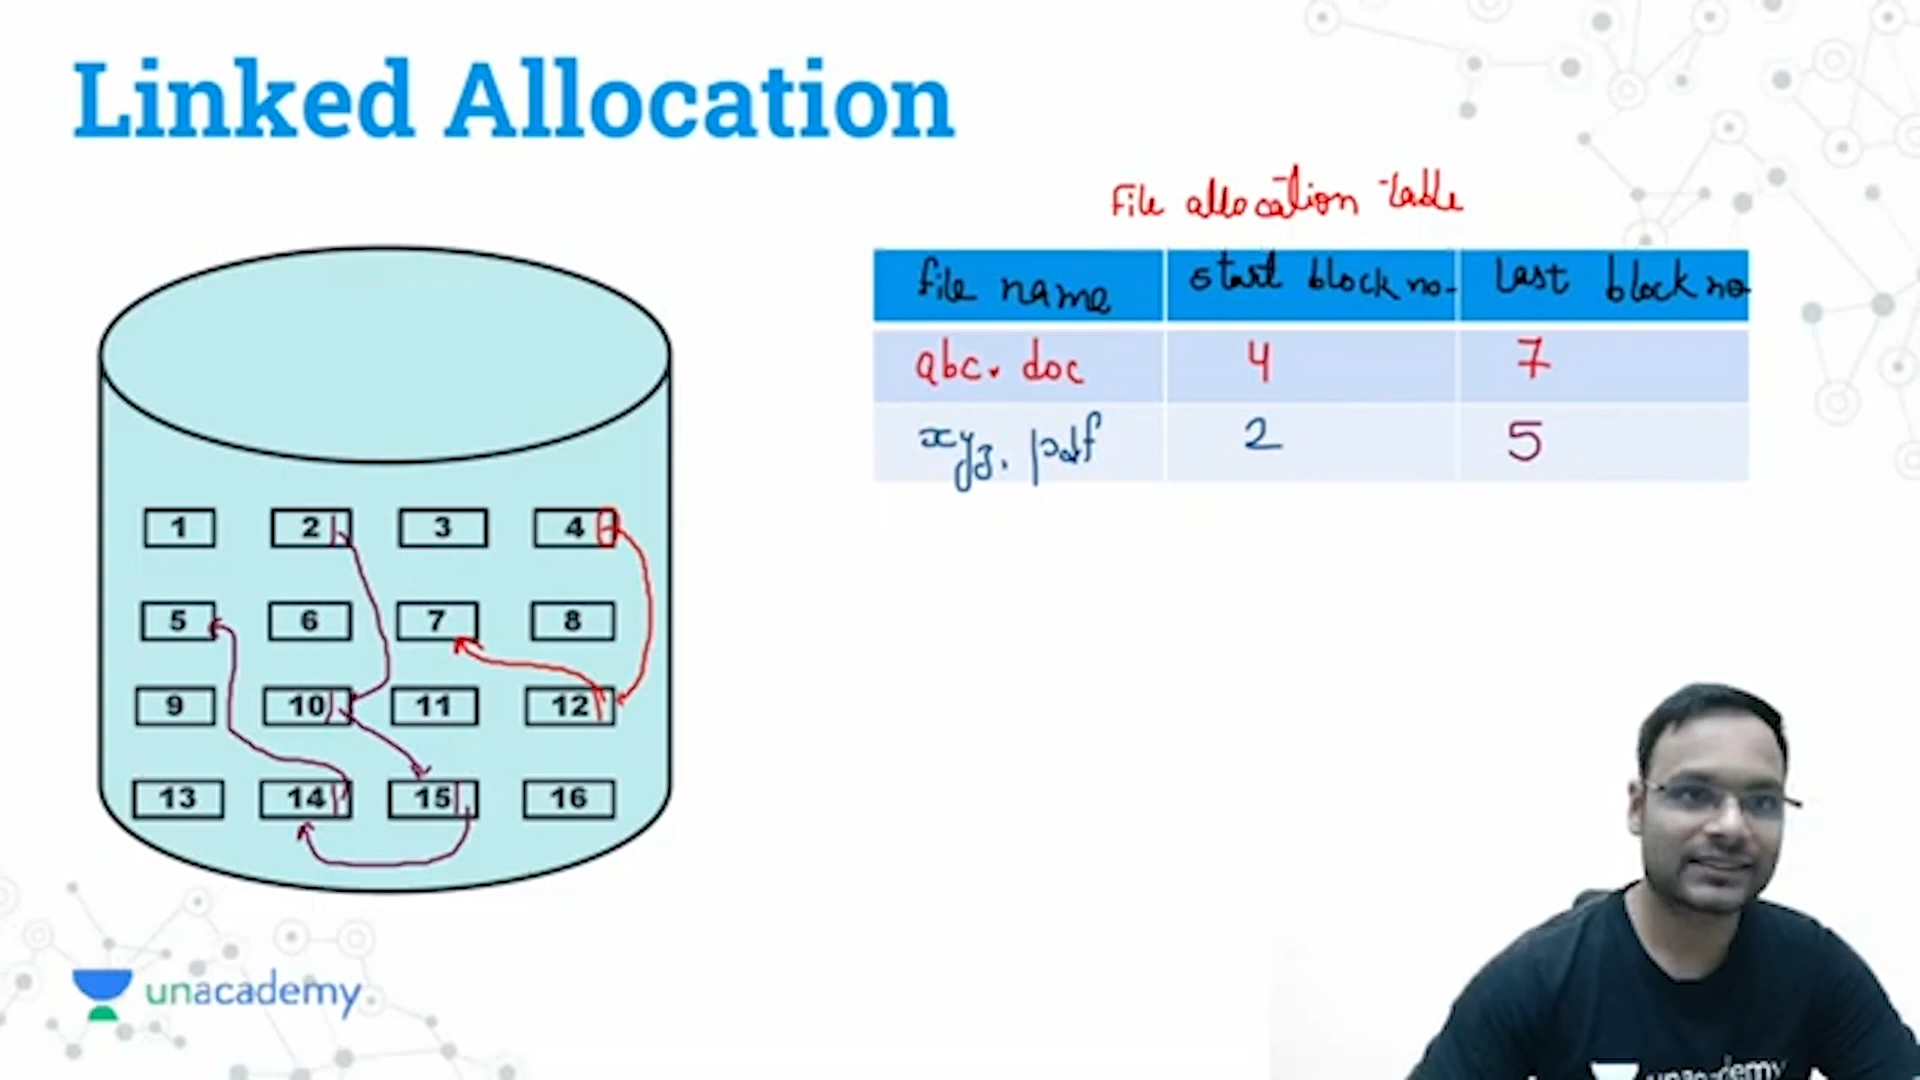 Linked Allocation
File allocation table
file name start block no. last block no
abc. doc 4 7
xyz. pdf 2 5
1 2 3 4
5 6 7 8
9 10 11 12
13 14 15 16
unacademy
unacademy